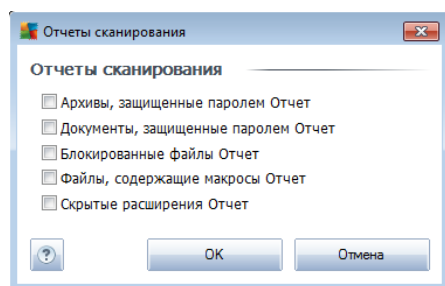 Отчеты сканирования
Отчеты сканирования
Архивы, защищенные паролем Отчет
Документы, защищенные паролем Отчет
Блокированные файлы Отчет
Файлы, содержащие макросы Отчет
Скрытые расширения Отчет
? OK Отмена